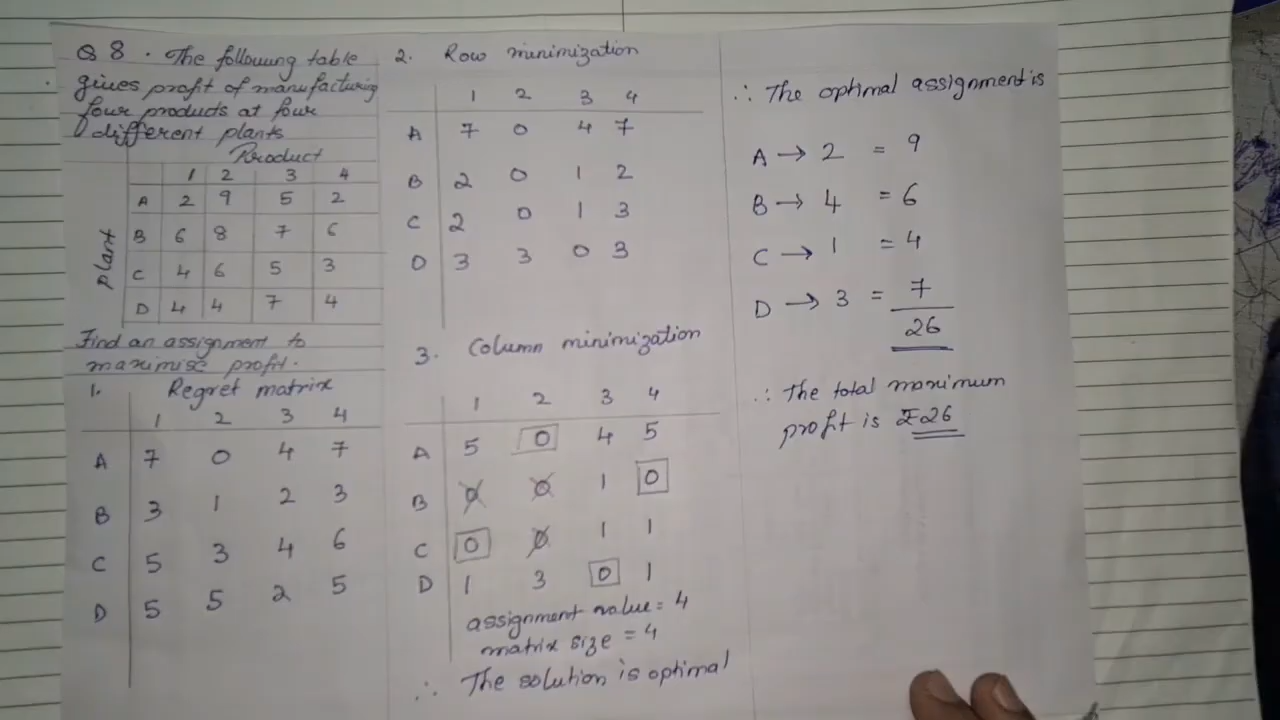 Q 8 . The following table
gives profit of manufacturing
four products at four
different plants
Product
1 2 3 4
A 2 9 5 2
B 6 8 7 6
C 4 6 5 3
D 4 4 7 4
plant
Find an assignment to
maximise profit.
1. Regret matrix
1 2 3 4
A 7 0 4 7
B 3 1 2 3
C 5 3 4 6
D 5 5 2 5
2. Row minimization
1 2 3 4
A 7 0 4 7
B 2 0 1 2
C 2 0 1 3
D 3 3 0 3
3. Column minimization
1 2 3 4
A 5 0 4 5
B 0 0 1 0
C 0 0 1 1
D 1 3 0 1
assignment value = 4
matrix size = 4
∴ The solution is optimal
∴ The optimal assignment is
A → 2 = 9
B → 4 = 6
C → 1 = 4
D → 3 = 7
26
∴ The total maximum
profit is ₹26